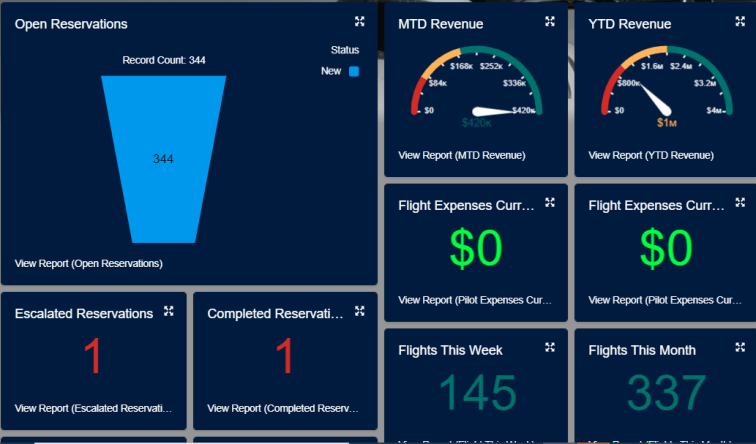 Open Reservations
Record Count: 344
Status
New
344
View Report (Open Reservations)
MTD Revenue
$0
$84K
$168K
$252K
$336K
$420K
$420K
View Report (MTD Revenue)
YTD Revenue
$0
$800K
$1.6M
$2.4M
$3.2M
$4M
$1M
View Report (YTD Revenue)
Flight Expenses Curr...
$0
View Report (Pilot Expenses Cur...
Flight Expenses Curr...
$0
View Report (Pilot Expenses Cur...
Escalated Reservations
1
View Report (Escalated Reservati...
Completed Reservati...
1
View Report (Completed Reserv...
Flights This Week
145
Flights This Month
337